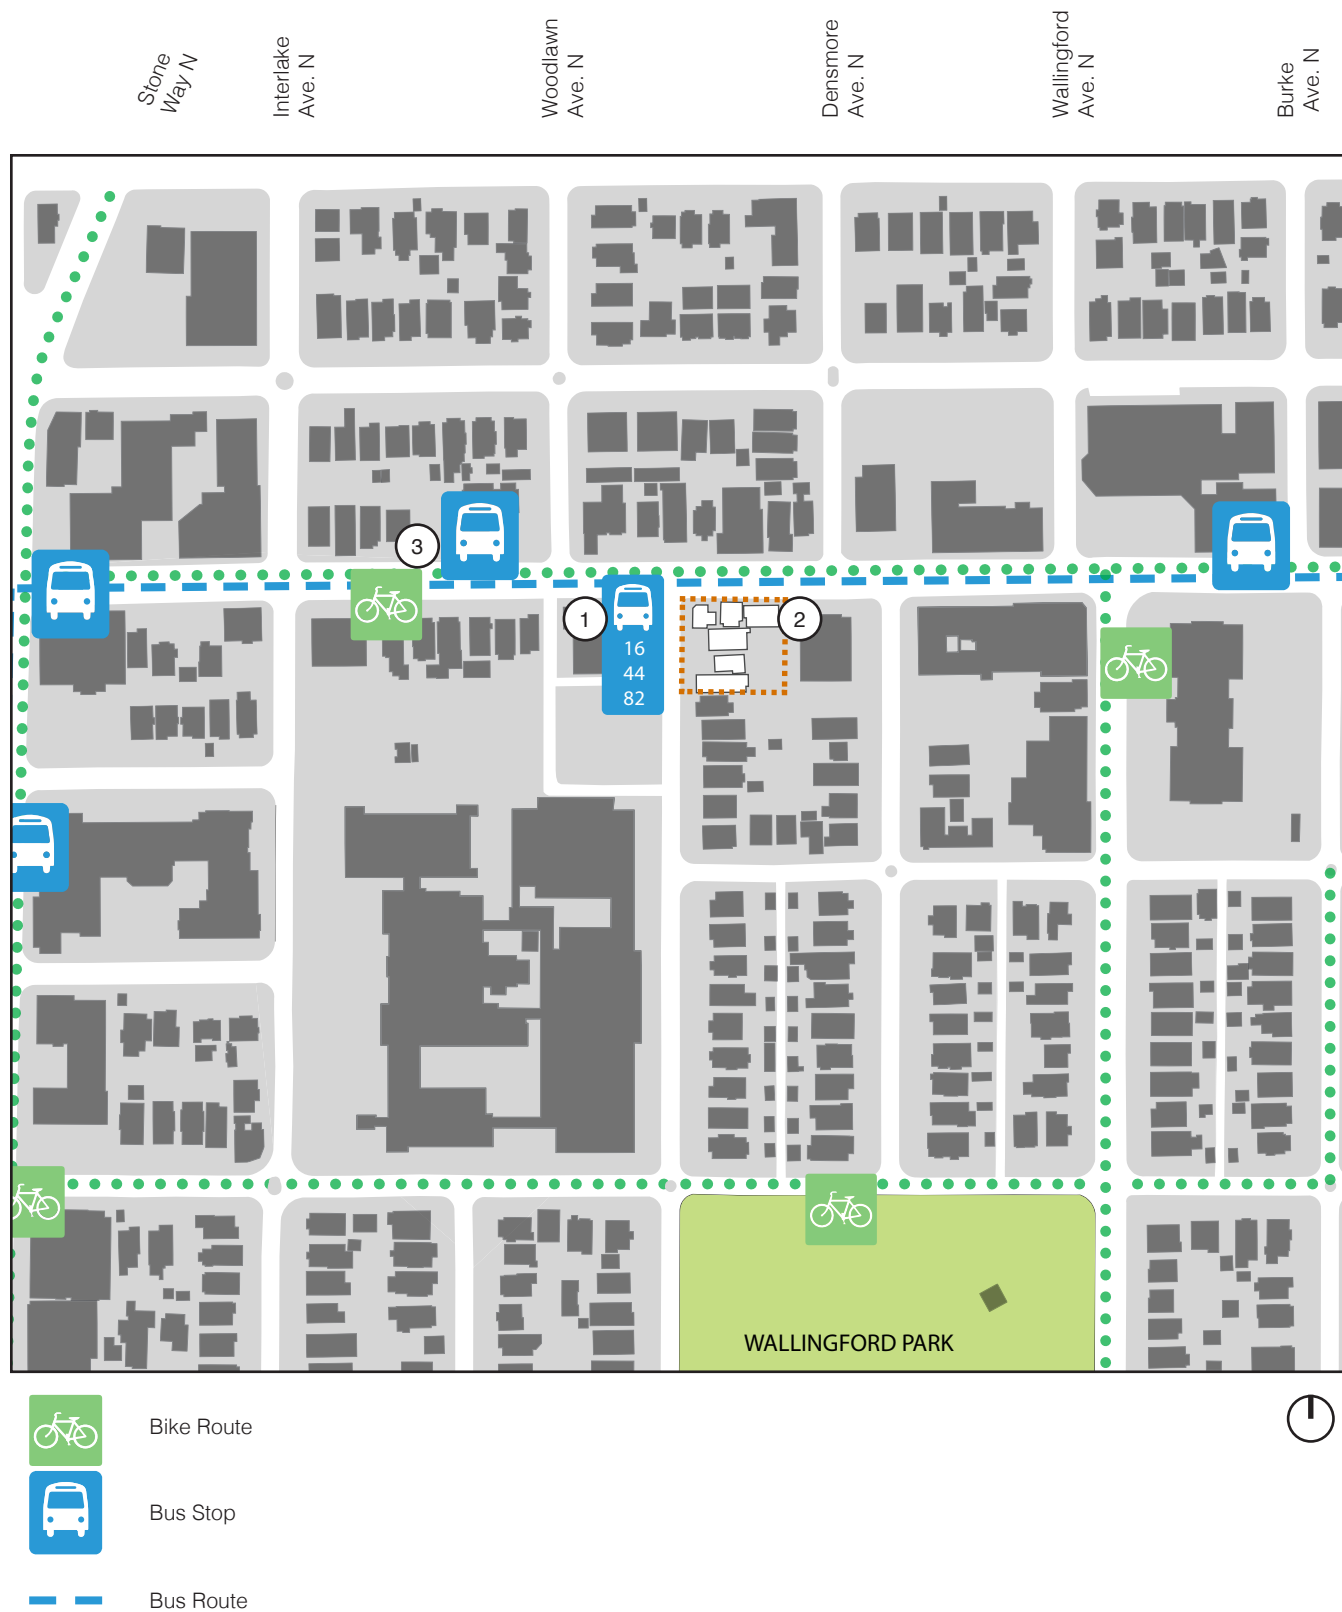 Stone
Way N
Interlake
Ave. N
Woodlawn
Ave. N
Densmore
Ave. N
Wallingford
Ave. N
Burke
Ave. N
3
1
2
16
44
82
WALLINGFORD PARK
Bike Route
Bus Stop
Bus Route